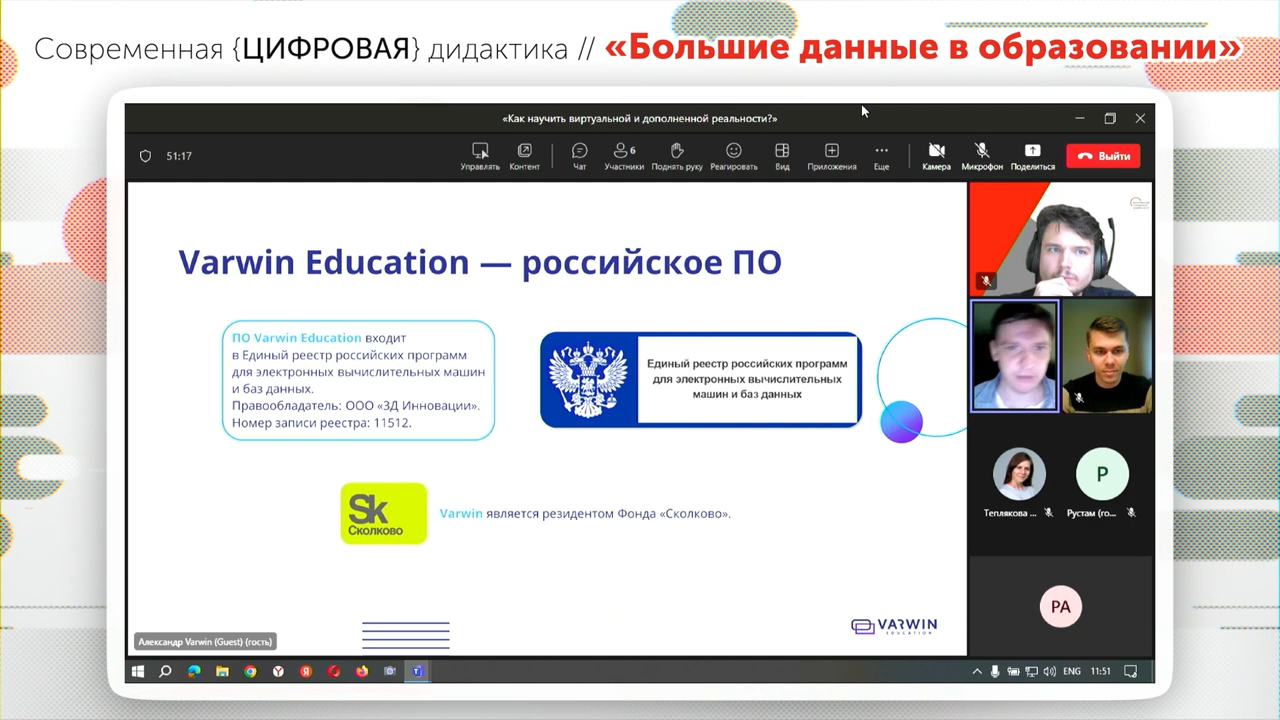 Современная {ЦИФРОВАЯ} дидактика // «Большие данные в образовании»
«Как научить виртуальной и дополненной реальности?»
51:17
Управлять
Контент
Чат
6
Участники
Поднять руку
Реагировать
Вид
Приложения
Еще
Камера
Микрофон
Поделиться
Выйти
Varwin Education — российское ПО
ПО Varwin Education входит
в Единый реестр российских программ
для электронных вычислительных машин
и баз данных.
Правообладатель: ООО «3Д Инновации».
Номер записи реестра: 11512.
Единый реестр российских программ
для электронных вычислительных
машин и баз данных
Sk
Сколково
Varwin является резидентом Фонда «Сколково».
Р
Теплякова ...
Рустам (го...
РА
Александр Varwin (Guest) (гость)
VARWIN
EDUCATION
ENG
11:51